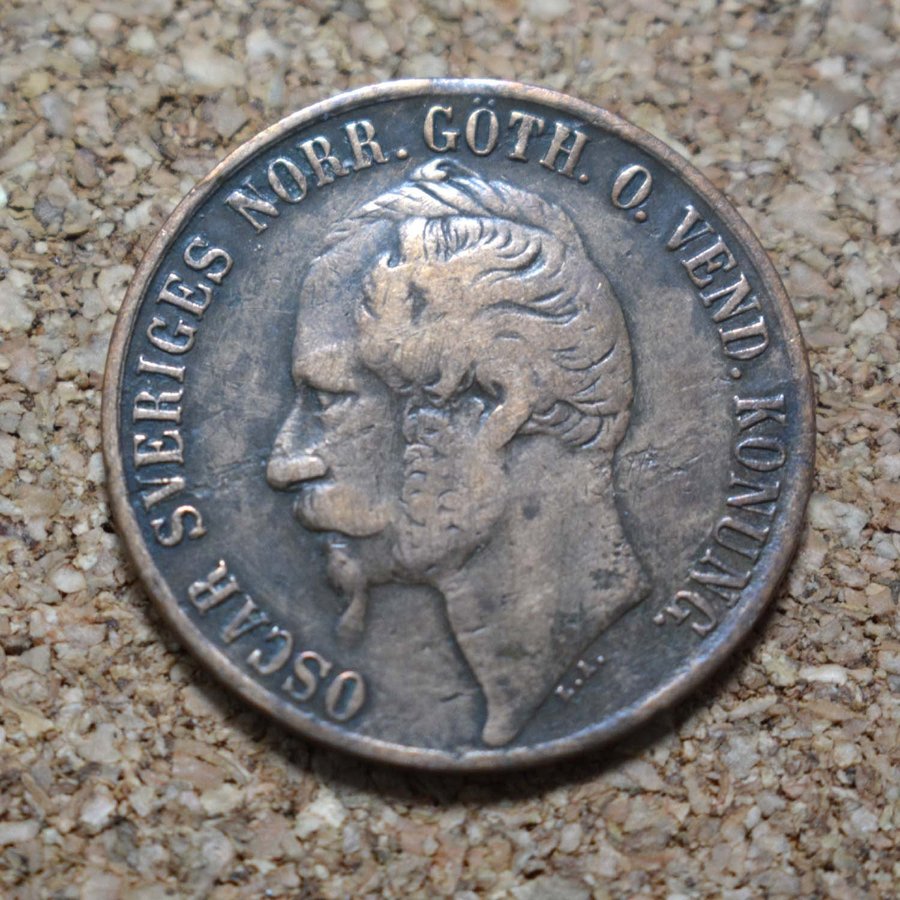 OSCAR SVERIGES NORR. GÖTH. O. VEND. KONUNG.
L.A.